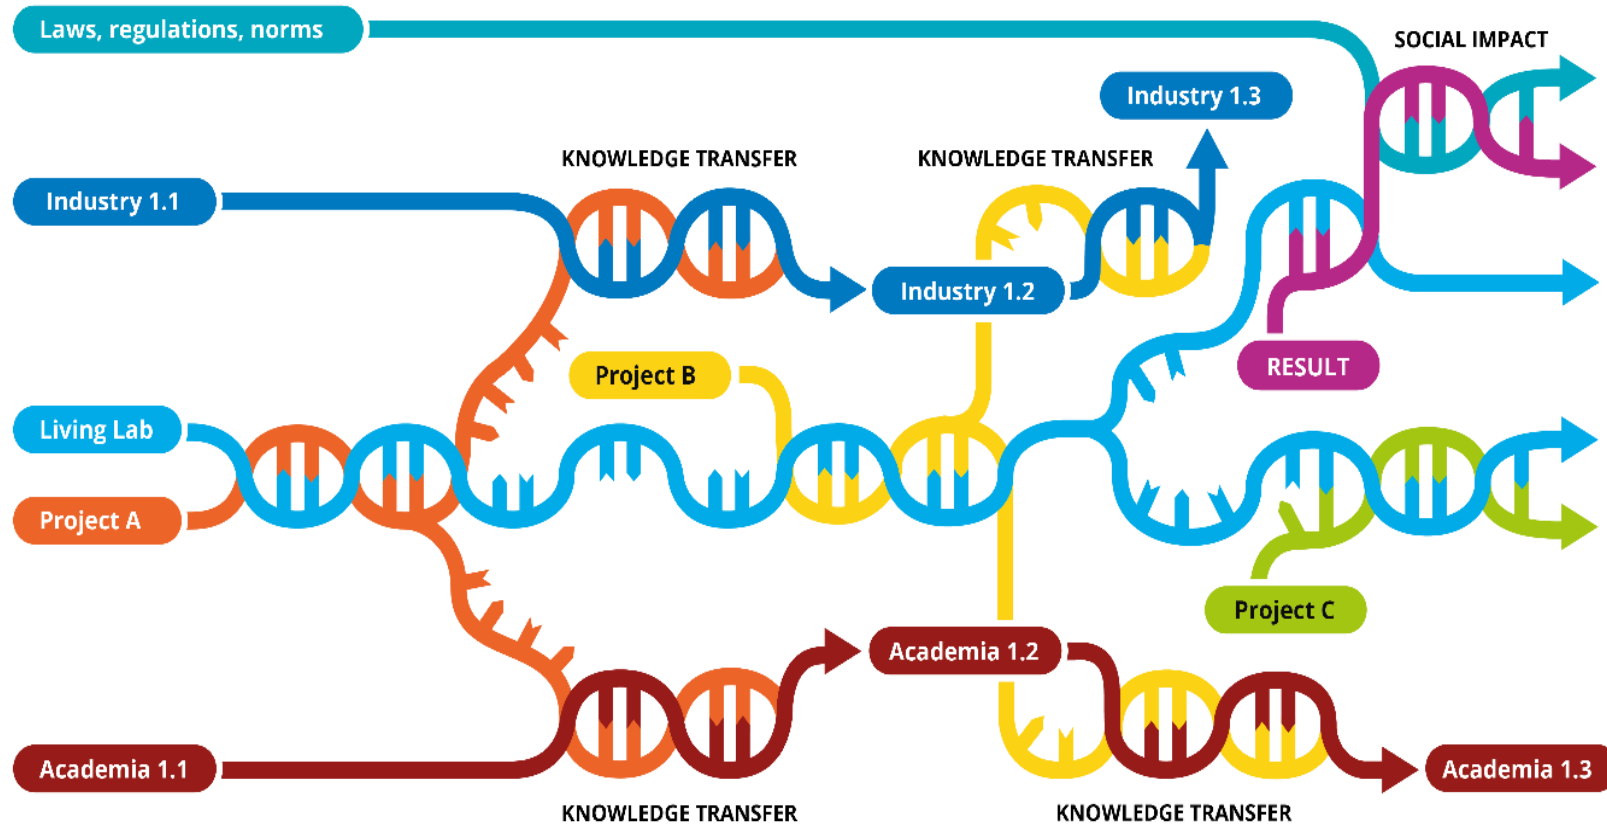 Laws, regulations, norms
SOCIAL IMPACT
Industry 1.3
KNOWLEDGE TRANSFER
KNOWLEDGE TRANSFER
Industry 1.1
Industry 1.2
RESULT
Project B
Living Lab
Project A
Project C
Academia 1.2
Academia 1.1
Academia 1.3
KNOWLEDGE TRANSFER
KNOWLEDGE TRANSFER